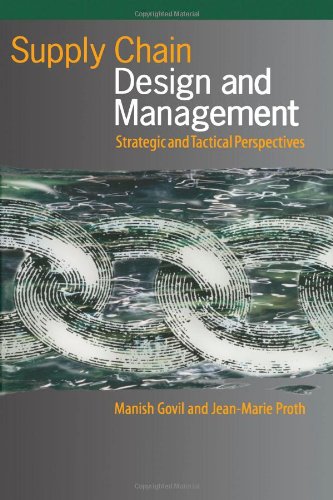 Supply Chain
Design and
Management
Strategic and Tactical Perspectives
Manish Govil and Jean-Marie Proth